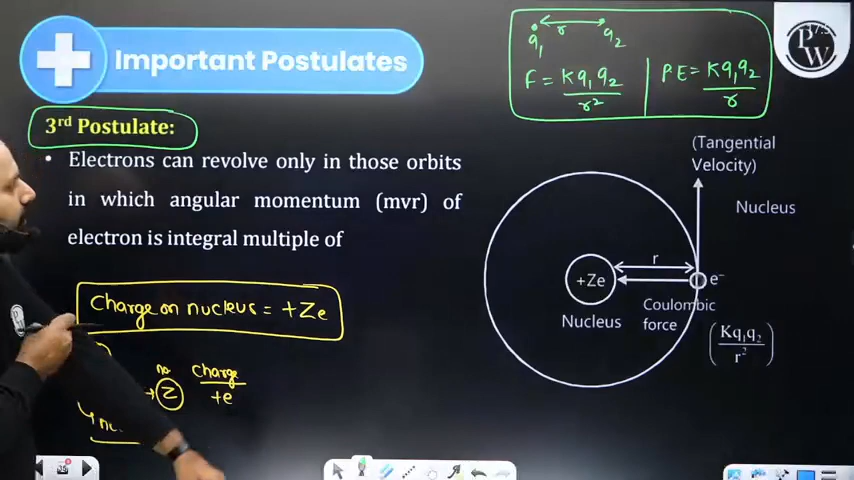 Important Postulates
3rd Postulate:
• Electrons can revolve only in those orbits
in which angular momentum (mvr) of
electron is integral multiple of
Charge on nucleus = +Ze
no Charge
Z +e
r
q₁ q₂
F = Kq₁q₂/r²
PE = Kq₁q₂/r
PW
(Tangential
Velocity)
Nucleus
r
+Ze
e⁻
Nucleus
Coulombic
force
(Kq₁q₂/r²)